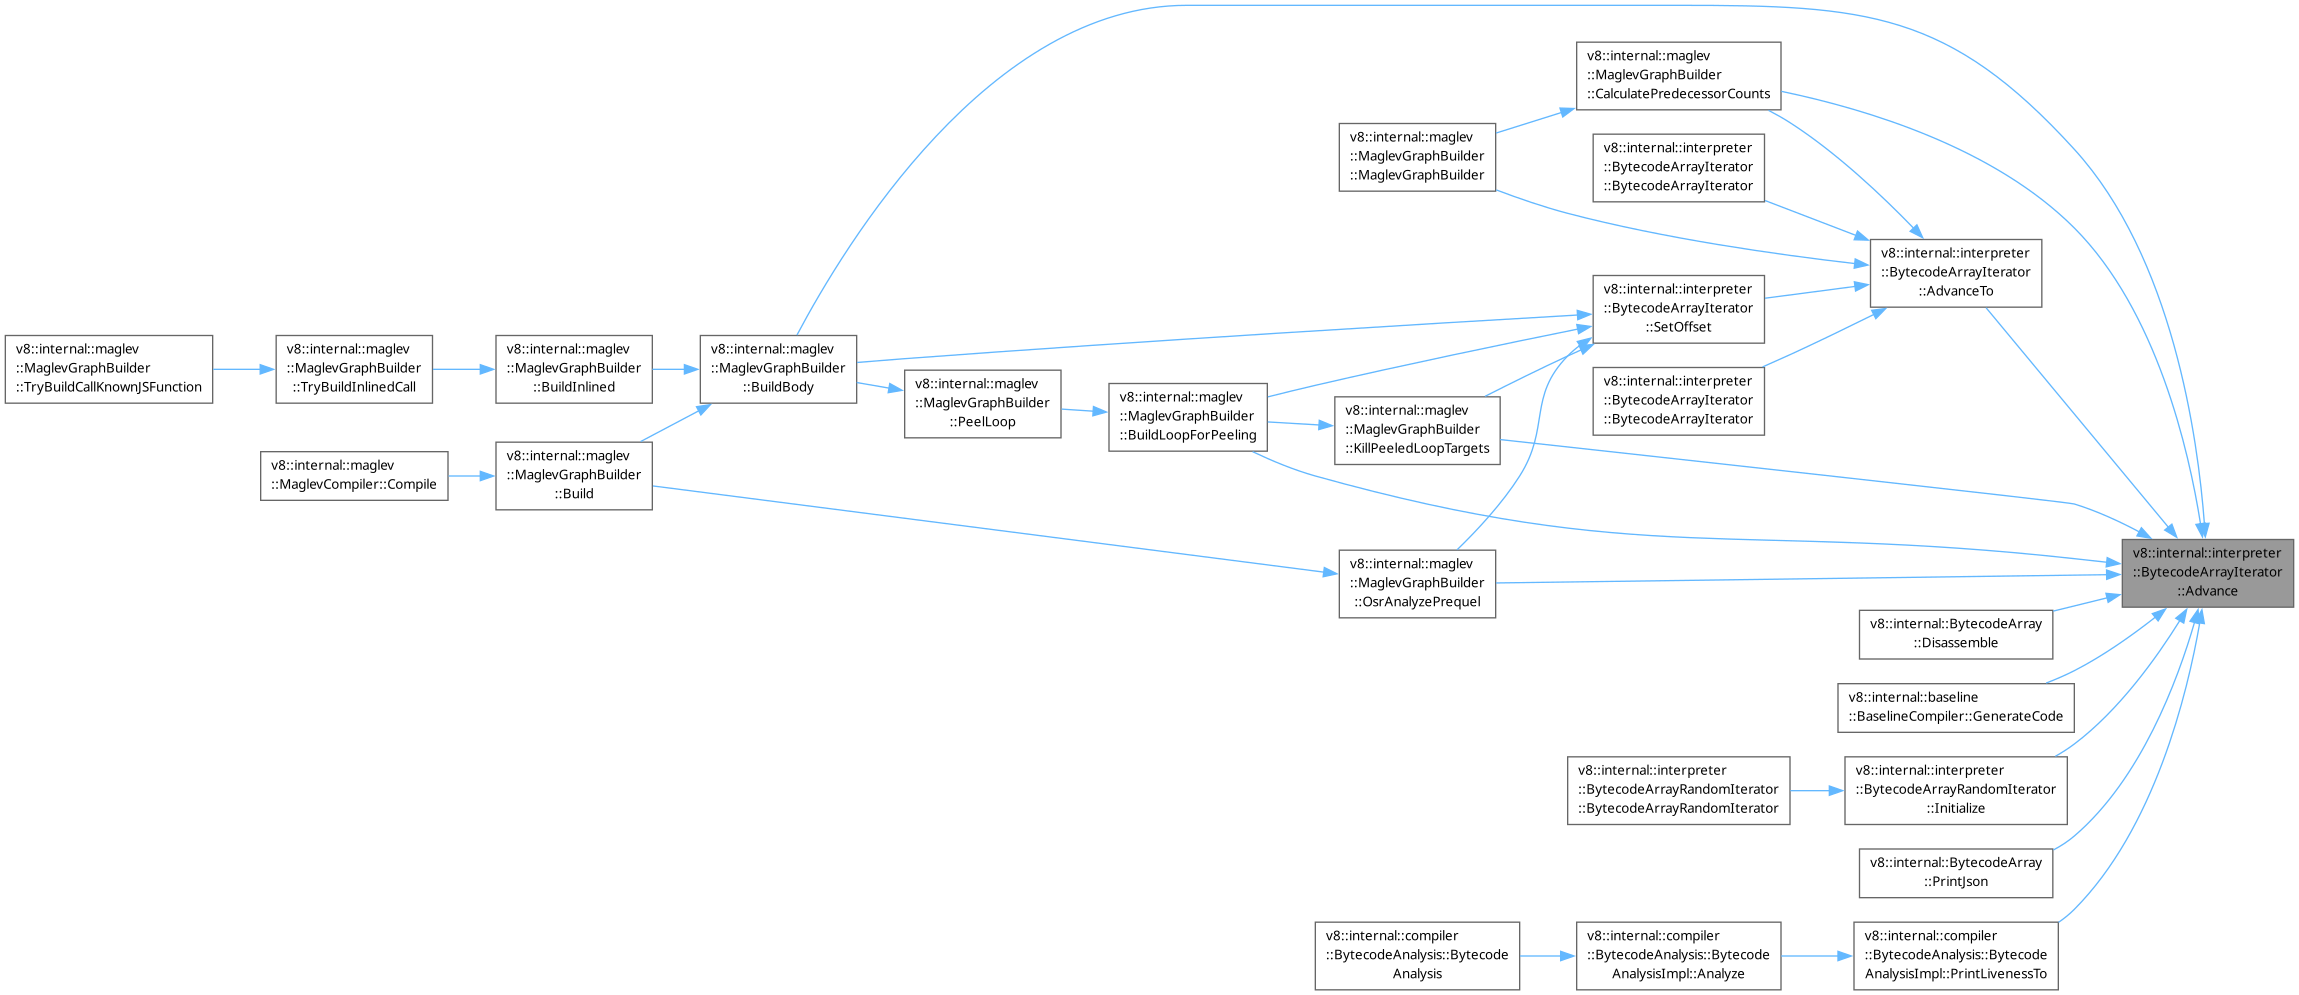 v8::internal::maglev
::MaglevGraphBuilder
::CalculatePredecessorCounts
v8::internal::maglev
::MaglevGraphBuilder
::MaglevGraphBuilder
v8::internal::interpreter
::BytecodeArrayIterator
::BytecodeArrayIterator
v8::internal::interpreter
::BytecodeArrayIterator
::AdvanceTo
v8::internal::interpreter
::BytecodeArrayIterator
::SetOffset
v8::internal::maglev
::MaglevGraphBuilder
::TryBuildCallKnownJSFunction
v8::internal::maglev
::MaglevGraphBuilder
::TryBuildInlinedCall
v8::internal::maglev
::MaglevGraphBuilder
::BuildInlined
v8::internal::maglev
::MaglevGraphBuilder
::BuildBody
v8::internal::maglev
::MaglevGraphBuilder
::PeelLoop
v8::internal::maglev
::MaglevGraphBuilder
::BuildLoopForPeeling
v8::internal::maglev
::MaglevGraphBuilder
::KillPeeledLoopTargets
v8::internal::interpreter
::BytecodeArrayIterator
::BytecodeArrayIterator
v8::internal::maglev
::MaglevCompiler::Compile
v8::internal::maglev
::MaglevGraphBuilder
::Build
v8::internal::maglev
::MaglevGraphBuilder
::OsrAnalyzePrequel
v8::internal::interpreter
::BytecodeArrayIterator
::Advance
v8::internal::BytecodeArray
::Disassemble
v8::internal::baseline
::BaselineCompiler::GenerateCode
v8::internal::interpreter
::BytecodeArrayRandomIterator
::BytecodeArrayRandomIterator
v8::internal::interpreter
::BytecodeArrayRandomIterator
::Initialize
v8::internal::BytecodeArray
::PrintJson
v8::internal::compiler
::BytecodeAnalysis::Bytecode
Analysis
v8::internal::compiler
::BytecodeAnalysis::Bytecode
AnalysisImpl::Analyze
v8::internal::compiler
::BytecodeAnalysis::Bytecode
AnalysisImpl::PrintLivenessTo